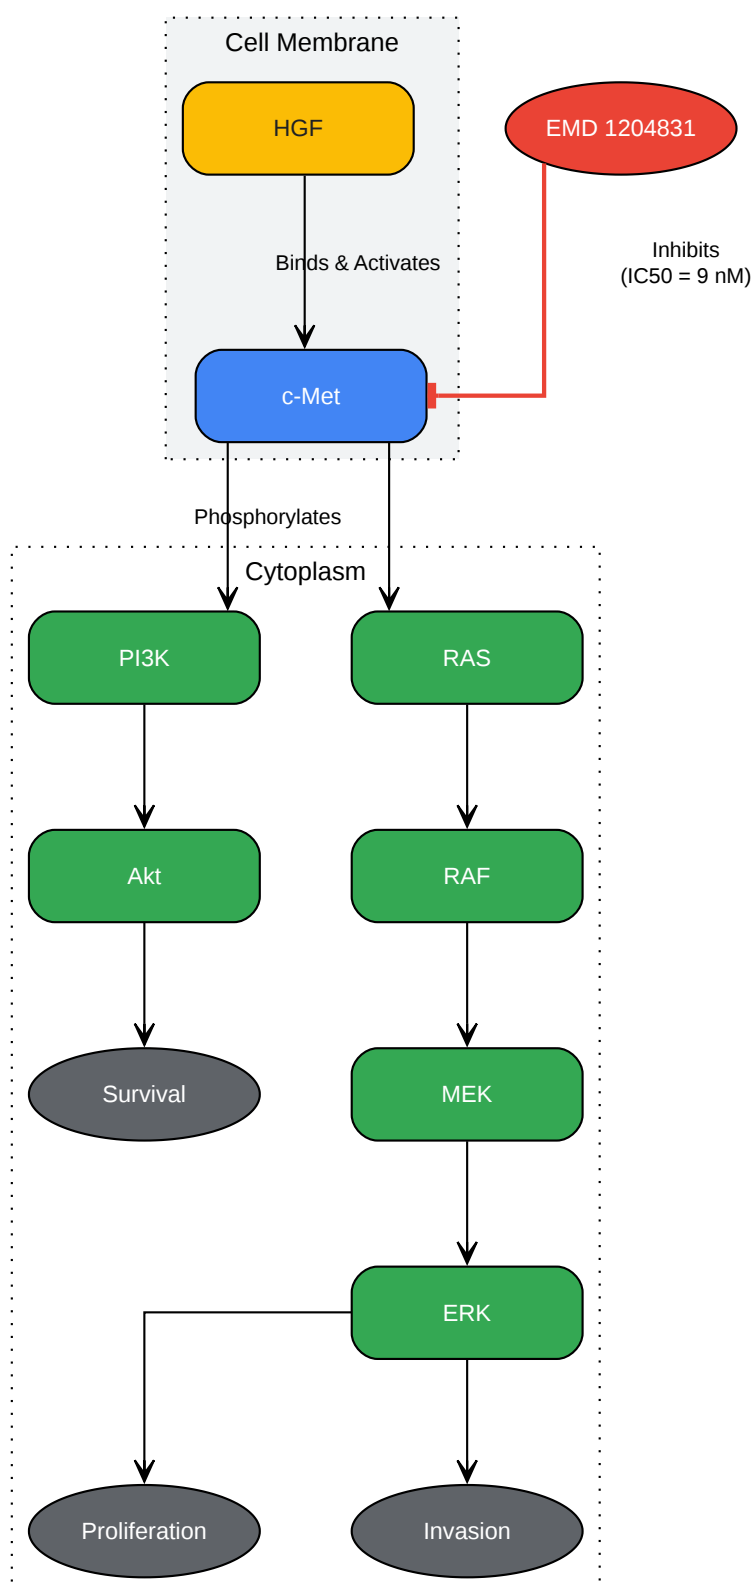 Cell Membrane
HGF
EMD 1204831
Inhibits
(IC50 = 9 nM)
Binds & Activates
c-Met
Phosphorylates
Cytoplasm
PI3K
RAS
Akt
RAF
Survival
MEK
ERK
Proliferation
Invasion